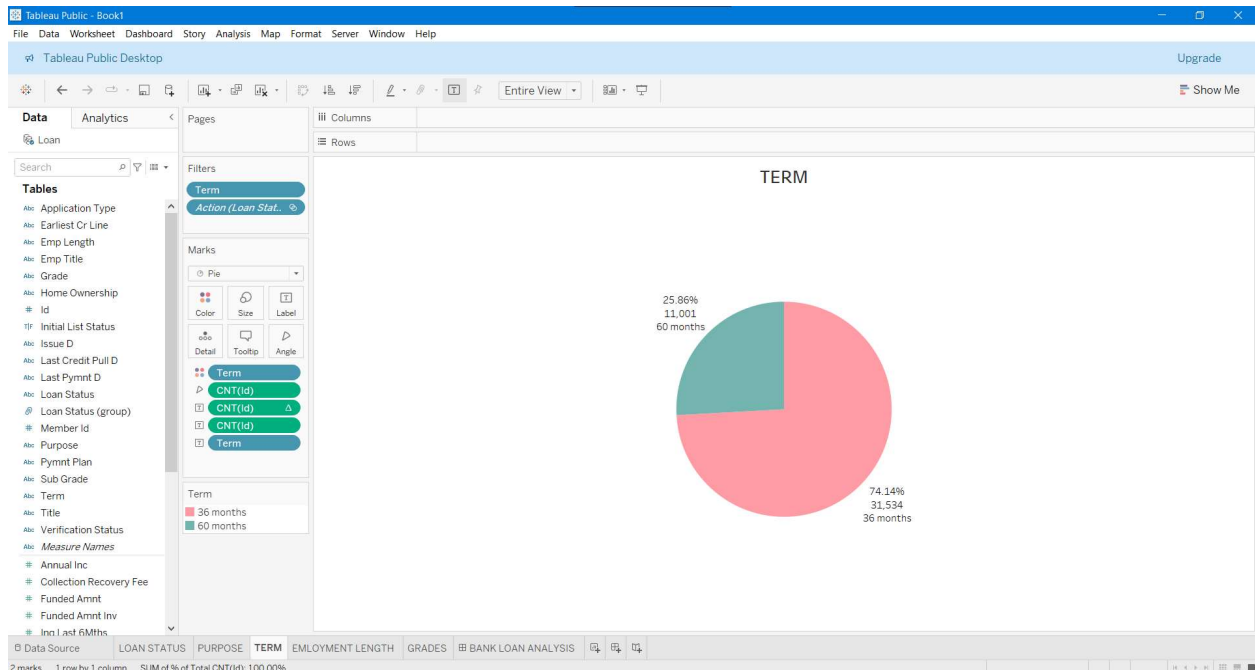 Tableau Public - Book1
File Data Worksheet Dashboard Story Analysis Map Format Server Window Help
Tableau Public Desktop
Upgrade
Entire View
Show Me
Data
Analytics
Pages
Columns
Loan
Rows
Search
Filters
TERM
Tables
Term
Action (Loan Stat..
Abc Application Type
Abc Earliest Cr Line
Abc Emp Length
Abc Emp Title
Abc Grade
Abc Home Ownership
# Id
T|F Initial List Status
Abc Issue D
Abc Last Credit Pull D
Abc Last Pymnt D
Abc Loan Status
Loan Status (group)
# Member Id
Abc Purpose
Abc Pymnt Plan
Abc Sub Grade
Abc Term
Abc Title
Abc Verification Status
Abc Measure Names
# Annual Inc
# Collection Recovery Fee
# Funded Amnt
# Funded Amnt Inv
# Inq Last 6Mths
Marks
Pie
Color Size Label
Detail Tooltip Angle
Term
CNT(Id)
CNT(Id)
CNT(Id)
Term
Term
36 months
60 months
25.86%
11,001
60 months
74.14%
31,534
36 months
Data Source LOAN STATUS PURPOSE TERM EMLOYMENT LENGTH GRADES BANK LOAN ANALYSIS
2 marks 1 row by 1 column SUM of % of Total CNT(Id): 100.00%